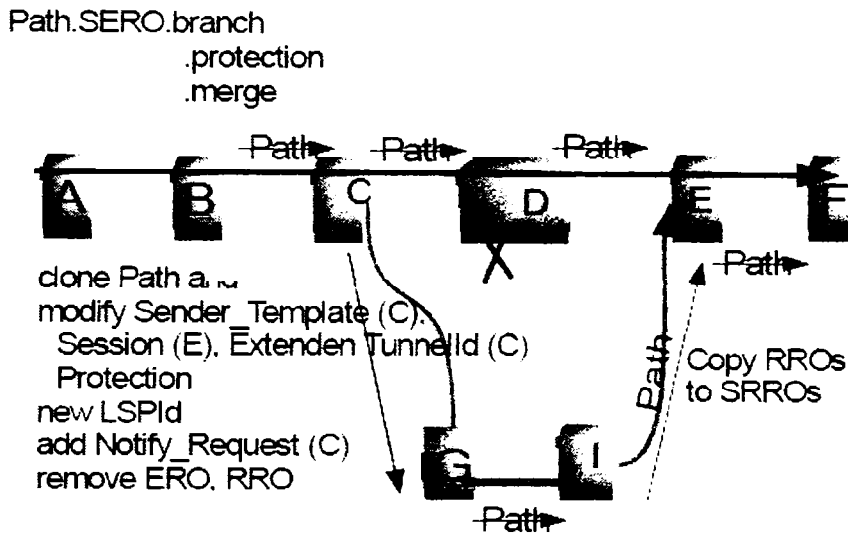 Path.SERO.branch
.protection
.merge
Path
Path
Path
A
B
C
D
E
F
X
Path
clone Path
modify Sender_Template (C),
Session (E), Extenden TunnelId (C)
Protection
new LSPId
add Notify_Request (C)
remove ERO, RRO
Path
Copy RROs
to SRROs
G
I
Path